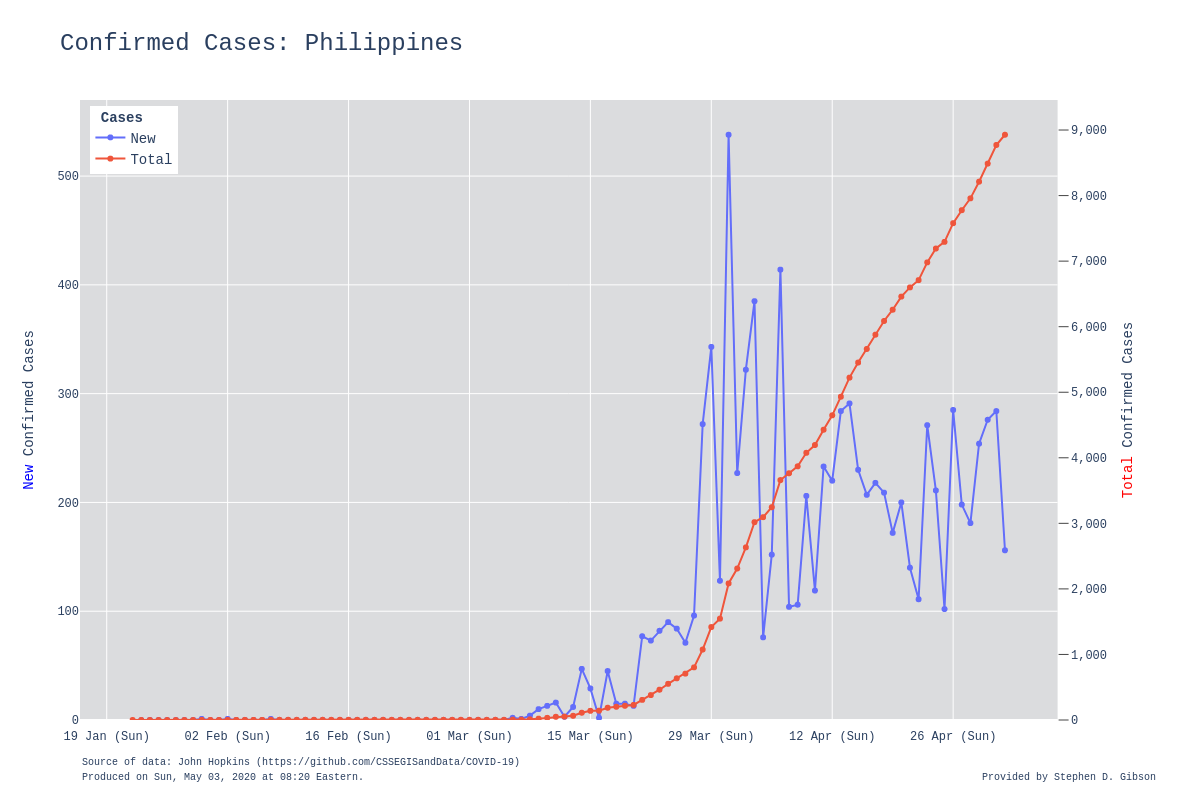 Confirmed Cases: Philippines
Cases
New
Total
500
400
300
200
100
0
9,000
8,000
7,000
6,000
5,000
4,000
3,000
2,000
1,000
0
New Confirmed Cases
Total Confirmed Cases
19 Jan (Sun) 02 Feb (Sun) 16 Feb (Sun) 01 Mar (Sun) 15 Mar (Sun) 29 Mar (Sun) 12 Apr (Sun) 26 Apr (Sun)
Source of data: John Hopkins (https://github.com/CSSEGISandData/COVID-19)
Produced on Sun, May 03, 2020 at 08:20 Eastern.
Provided by Stephen D. Gibson